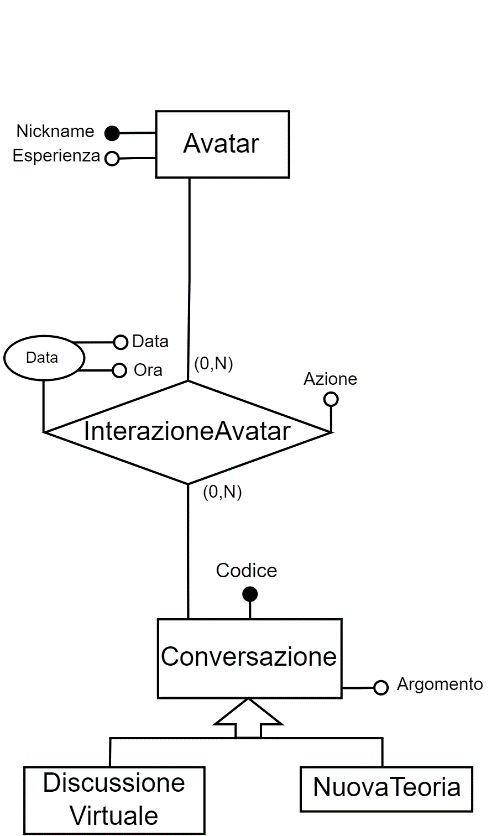 Nickname
Esperienza
Avatar
(0,N)
Data
Data
Ora
Azione
InterazioneAvatar
(0,N)
Codice
Conversazione
Argomento
Discussione
Virtuale
NuovaTeoria